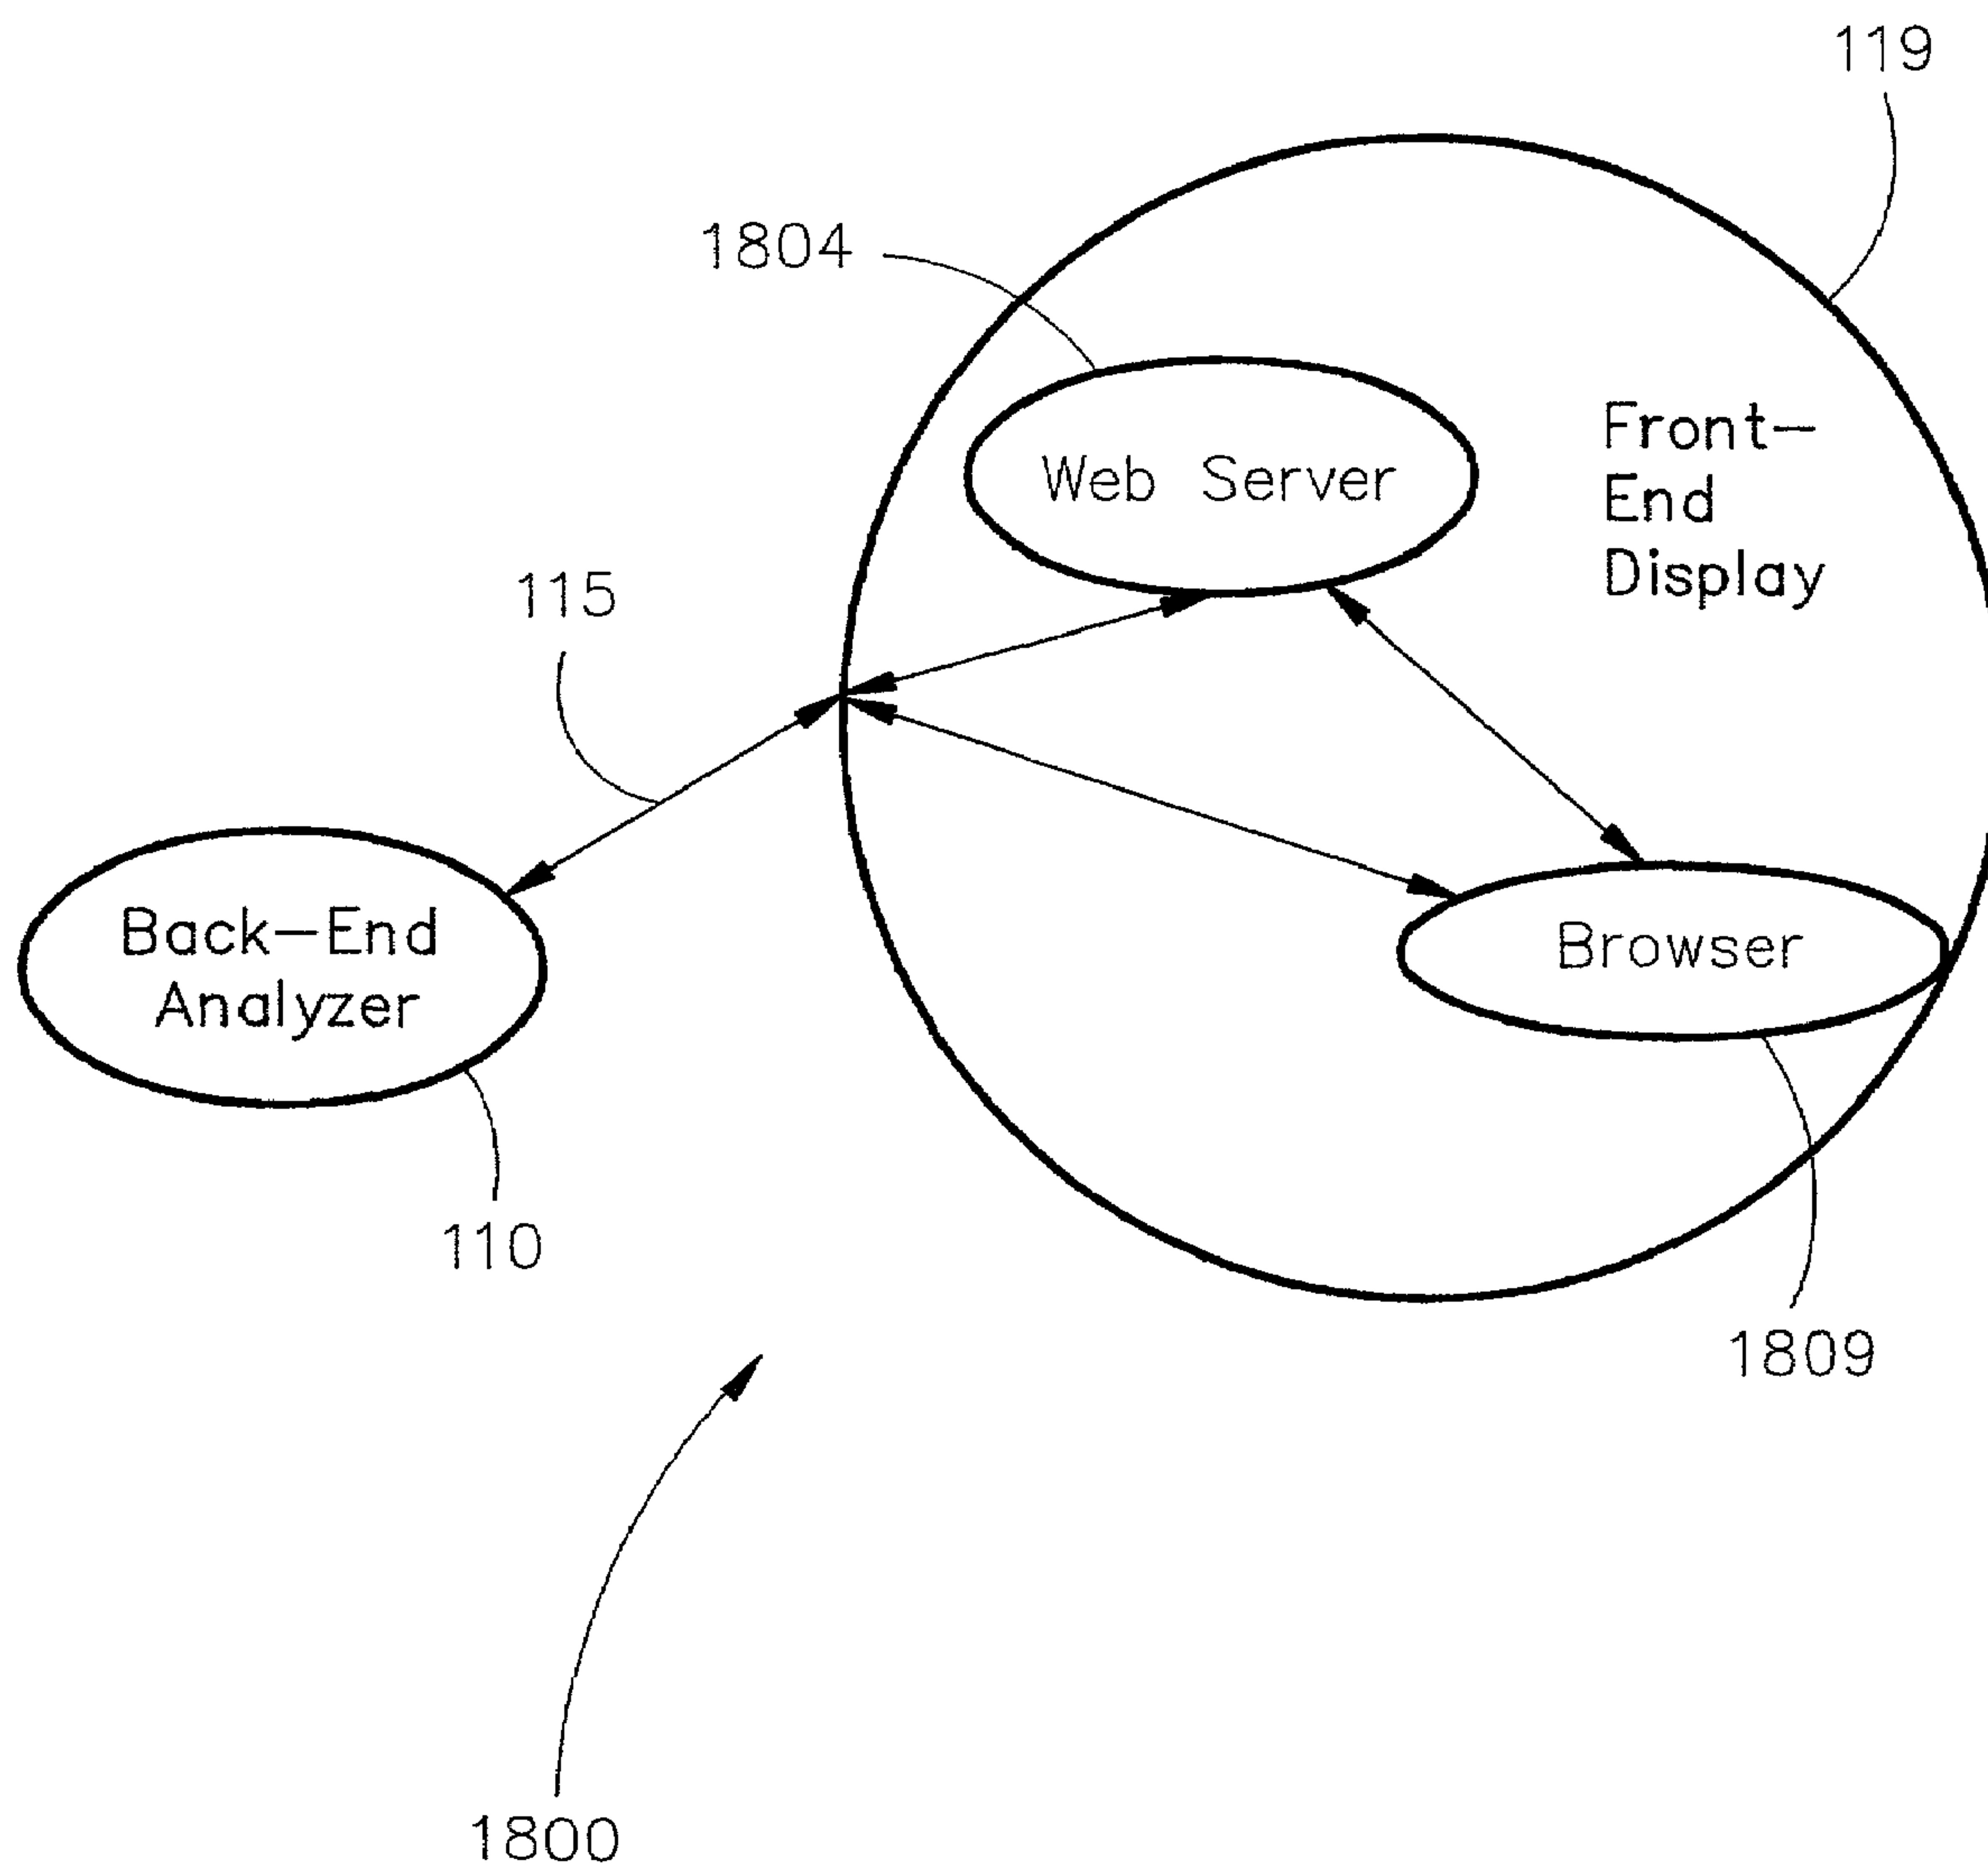 119
1804
Web Server
Front-
End
Display
115
Back-End
Analyzer
Browser
110
1809
1800